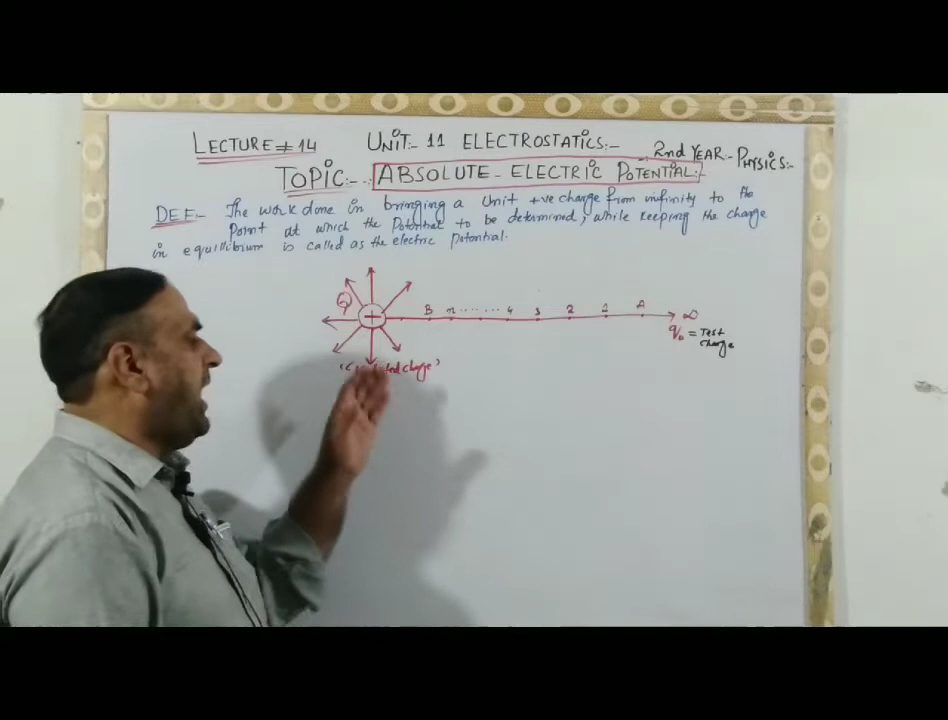 LECTURE # 14 UNIT:- 11 ELECTROSTATICS:- 2nd YEAR - PHYSICS:-
TOPIC:- ABSOLUTE - ELECTRIC POTENTIAL:-
DEF:- The work done in bringing a Unit +ve charge from infinity to the
Point at which the Potential to be determined, while keeping the charge
in equilibrium is called as the electric potential.
B n ........ 4 3 2 1 A ∞
+
q₀ = Test
charge
charge)